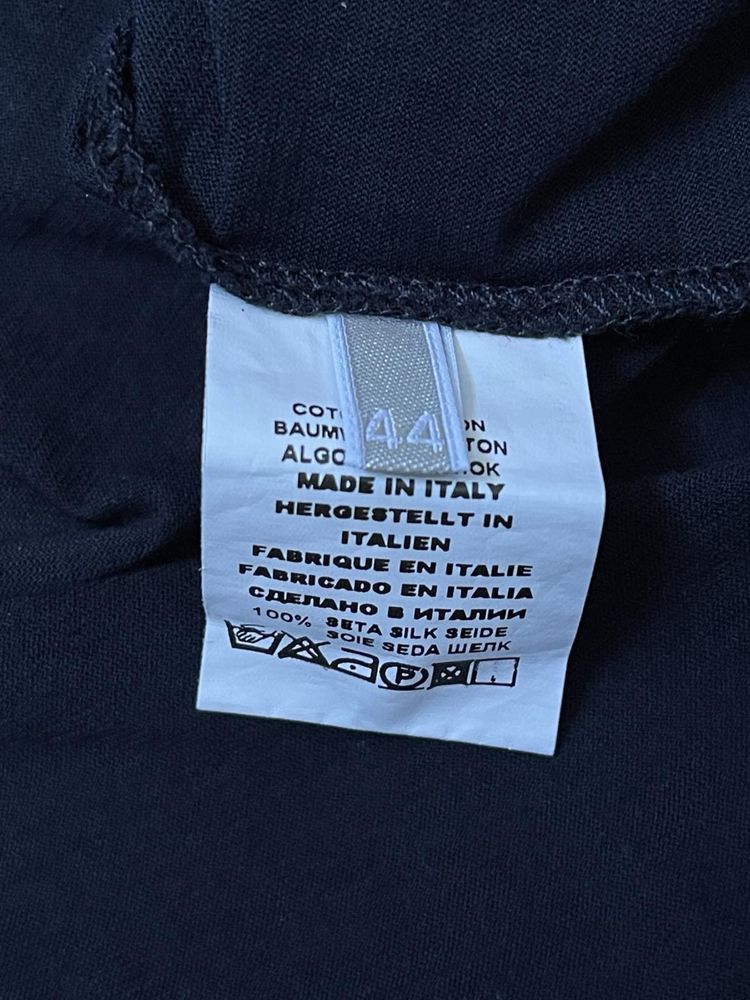 44
MADE IN ITALY
HERGESTELLT IN
ITALIEN
FABRIQUE EN ITALIE
FABRICADO EN ITALIA
СДЕЛАНО В ИТАЛИИ
100% SETA SILK SEIDE
SOIE SEDA ШЕЛК
P